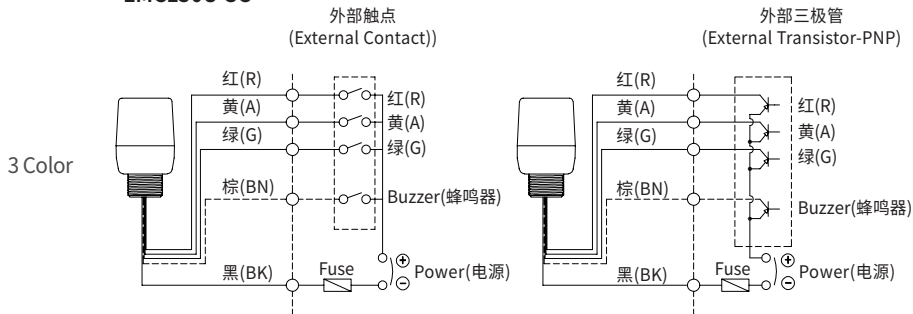 外部触点
(External Contact))
红(R)
黄(A)
绿(G)
棕(BN)
黑(BK)
红(R)
黄(A)
绿(G)
Buzzer(蜂鸣器)
Fuse
Power(电源)
3 Color
外部三极管
(External Transistor-PNP)
红(R)
黄(A)
绿(G)
棕(BN)
黑(BK)
红(R)
黄(A)
绿(G)
Buzzer(蜂鸣器)
Fuse
Power(电源)